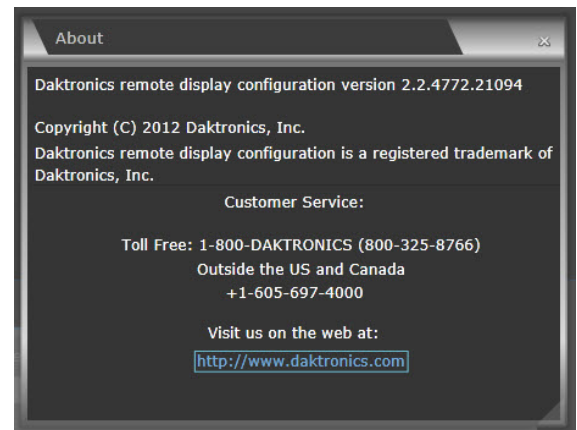 About
Daktronics remote display configuration version 2.2.4772.21094
Copyright (C) 2012 Daktronics, Inc.
Daktronics remote display configuration is a registered trademark of
Daktronics, Inc.
Customer Service:
Toll Free: 1-800-DAKTRONICS (800-325-8766)
Outside the US and Canada
+1-605-697-4000
Visit us on the web at:
http://www.daktronics.com